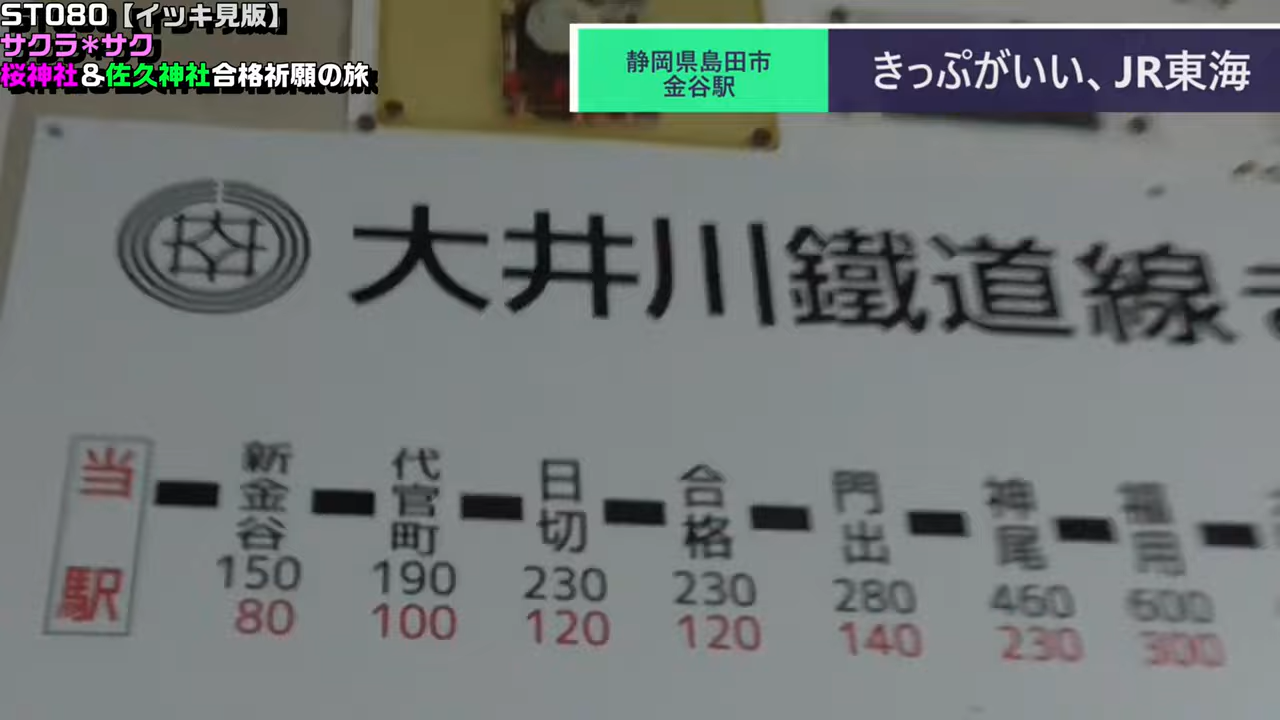 STO80【イッキ見版】
サクラ*サク
桜神社&佐久神社合格祈願の旅
静岡県島田市
金谷駅
きっぷがいい、JR東海
大井川鐵道線
当駅
新金谷 代官町 日切 合格 門出 神尾 福用
150 190 230 230 280 460 600
80 100 120 120 140 230 300